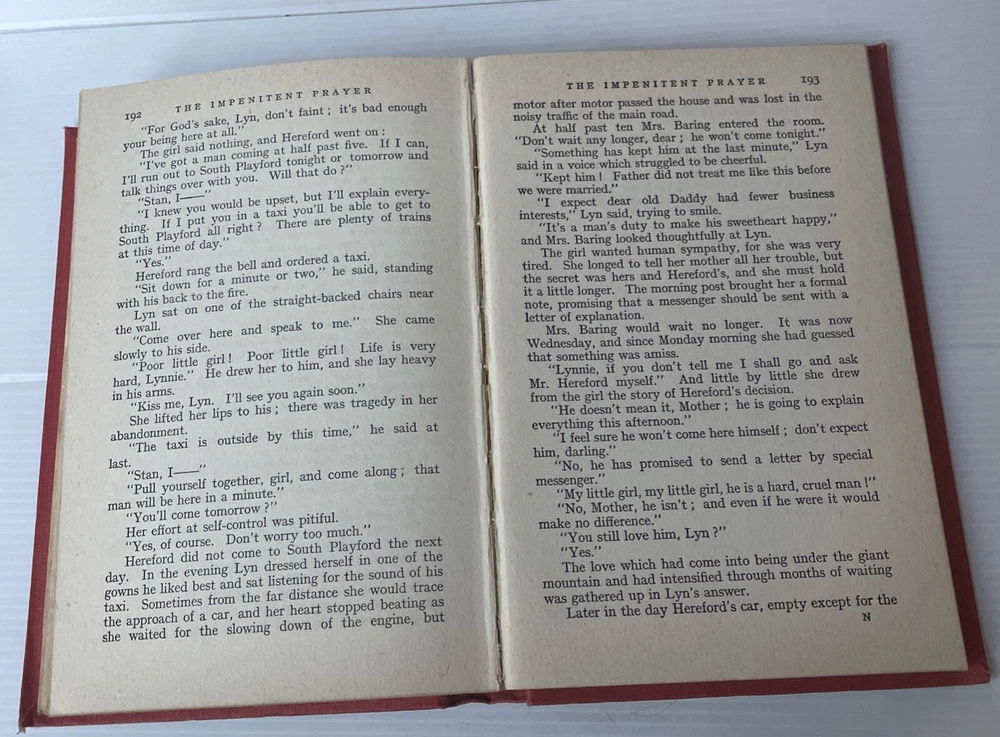 192
THE IMPENITENT PRAYER
"For God's sake, Lyn, don't faint; it's bad enough
your being here at all."
The girl said nothing, and Hereford went on:
"I've got a man coming at half past five. If I can,
I'll run out to South Playford tonight or tomorrow and
talk things over with you. Will that do?"
"Stan, I——"
"I knew you would be upset, but I'll explain every-
thing. If I put you in a taxi you'll be able to get to
South Playford all right? There are plenty of trains
at this time of day."
"Yes."
Hereford rang the bell and ordered a taxi.
"Sit down for a minute or two," he said, standing
with his back to the fire.
Lyn sat on one of the straight-backed chairs near
the wall.
"Come over here and speak to me." She came
slowly to his side.
"Poor little girl! Poor little girl! Life is very
hard, Lynnie." He drew her to him, and she lay heavy
in his arms.
"Kiss me, Lyn. I'll see you again soon."
She lifted her lips to his; there was tragedy in her
abandonment.
"The taxi is outside by this time," he said at
last.
"Stan, I——"
"Pull yourself together, girl, and come along; that
man will be here in a minute."
"You'll come tomorrow?"
Her effort at self-control was pitiful.
"Yes, of course. Don't worry too much."
Hereford did not come to South Playford the next
day. In the evening Lyn dressed herself in one of the
gowns he liked best and sat listening for the sound of his
taxi. Sometimes from the far distance she would trace
the approach of a car, and her heart stopped beating as
she waited for the slowing down of the engine, but
THE IMPENITENT PRAYER
193
motor after motor passed the house and was lost in the
noisy traffic of the main road.
At half past ten Mrs. Baring entered the room.
"Don't wait any longer, dear; he won't come tonight."
"Something has kept him at the last minute," Lyn
said in a voice which struggled to be cheerful.
"Kept him! Father did not treat me like this before
we were married."
"I expect dear old Daddy had fewer business
interests," Lyn said, trying to smile.
"It's a man's duty to make his sweetheart happy,"
and Mrs. Baring looked thoughtfully at Lyn.
The girl wanted human sympathy, for she was very
tired. She longed to tell her mother all her trouble, but
the secret was hers and Hereford's, and she must hold
it a little longer. The morning post brought her a formal
note, promising that a messenger should be sent with a
letter of explanation.
Mrs. Baring would wait no longer. It was now
Wednesday, and since Monday morning she had guessed
that something was amiss.
"Lynnie, if you don't tell me I shall go and ask
Mr. Hereford myself." And little by little she drew
from the girl the story of Hereford's decision.
"He doesn't mean it, Mother; he is going to explain
everything this afternoon."
"I feel sure he won't come here himself; don't expect
him, darling."
"No, he has promised to send a letter by special
messenger."
"My little girl, my little girl, he is a hard, cruel man!"
"No, Mother, he isn't; and even if he were it would
make no difference."
"You still love him, Lyn?"
"Yes."
The love which had come into being under the giant
mountain and had intensified through months of waiting
was gathered up in Lyn's answer.
Later in the day Hereford's car, empty except for the
N